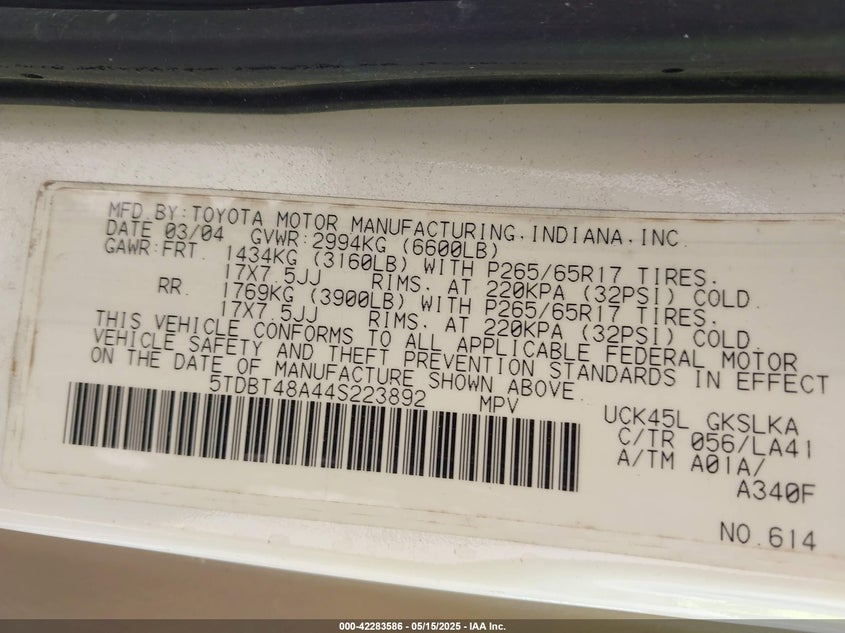 MFD.BY:TOYOTA MOTOR MANUFACTURING,INDIANA,INC.
DATE 03/04 GVWR:2994KG (6600LB)
GAWR:FRT. 1434KG (3160LB) WITH P265/65R17 TIRES.
17X7.5JJ RIMS. AT 220KPA (32PSI) COLD.
RR. 1769KG (3900LB) WITH P265/65R17 TIRES.
17X7.5JJ RIMS. AT 220KPA (32PSI) COLD.
THIS VEHICLE CONFORMS TO ALL APPLICABLE FEDERAL MOTOR
VEHICLE SAFETY AND THEFT PREVENTION STANDARDS IN EFFECT
ON THE DATE OF MANUFACTURE SHOWN ABOVE.
5TDBT48A44S223892 MPV
UCK45L GKSLKA
C/TR 056/LA41
A/TM A01A/
A340F
NO.614
000-42283586 - 05/15/2025 - IAA Inc.